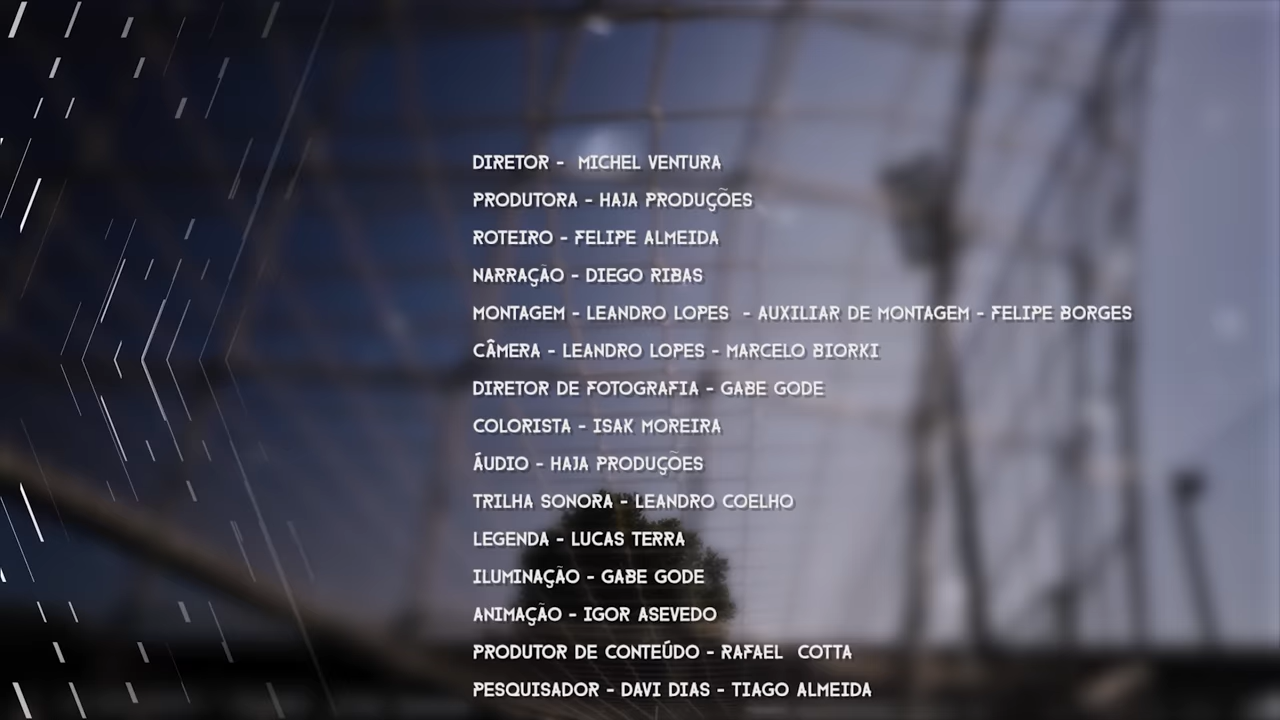 DIRETOR - MICHEL VENTURA
PRODUTORA - HAJA PRODUÇÕES
ROTEIRO - FELIPE ALMEIDA
NARRAÇÃO - DIEGO RIBAS
MONTAGEM - LEANDRO LOPES - AUXILIAR DE MONTAGEM - FELIPE BORGES
CÂMERA - LEANDRO LOPES - MARCELO BIORKI
DIRETOR DE FOTOGRAFIA - GABE GODE
COLORISTA - ISAK MOREIRA
ÁUDIO - HAJA PRODUÇÕES
TRILHA SONORA - LEANDRO COELHO
LEGENDA - LUCAS TERRA
ILUMINAÇÃO - GABE GODE
ANIMAÇÃO - IGOR ASEVEDO
PRODUTOR DE CONTEÚDO - RAFAEL COTTA
PESQUISADOR - DAVI DIAS - TIAGO ALMEIDA